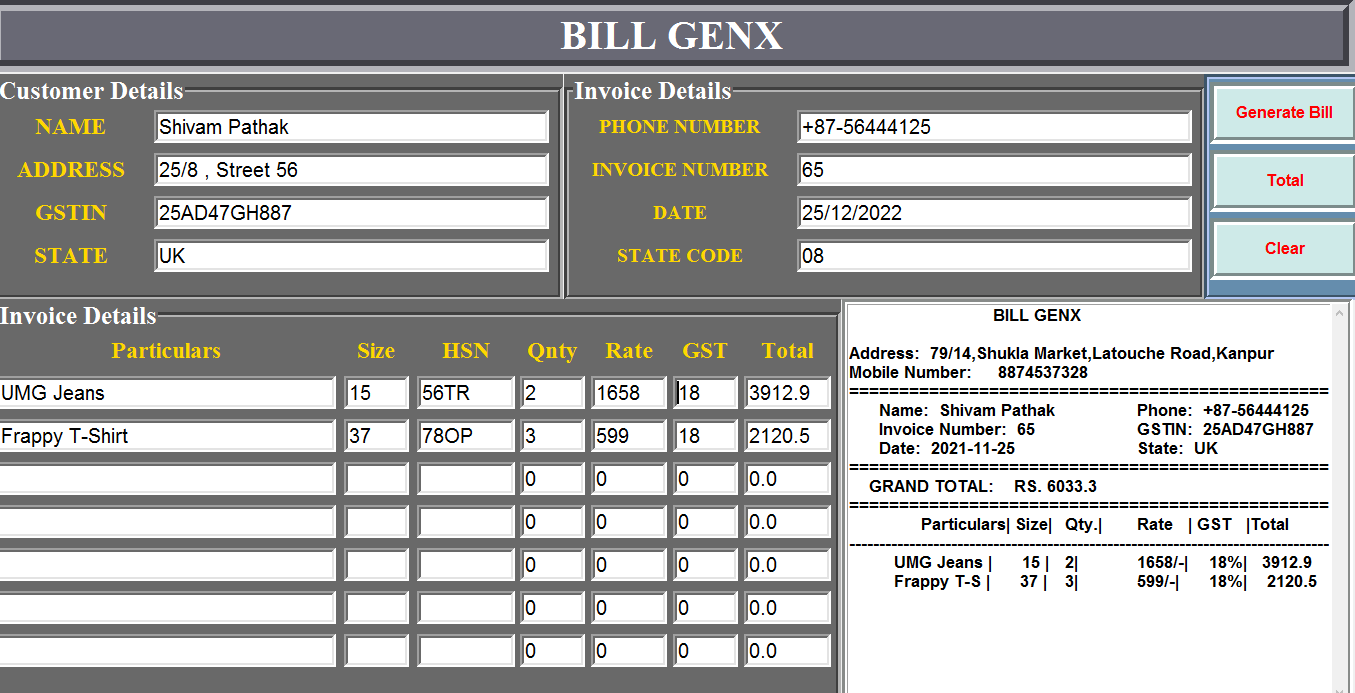 BILL GENX
Customer Details
NAME Shivam Pathak
ADDRESS 25/8 , Street 56
GSTIN 25AD47GH887
STATE UK
Invoice Details
PHONE NUMBER +87-56444125
INVOICE NUMBER 65
DATE 25/12/2022
STATE CODE 08
Generate Bill
Total
Clear
Invoice Details
Particulars Size HSN Qnty Rate GST Total
UMG Jeans 15 56TR 2 1658 18 3912.9
Frappy T-Shirt 37 78OP 3 599 18 2120.5
0 0 0 0.0
0 0 0 0.0
0 0 0 0.0
0 0 0 0.0
0 0 0 0.0
BILL GENX
Address: 79/14,Shukla Market,Latouche Road,Kanpur
Mobile Number: 8874537328
===============================================
Name: Shivam Pathak Phone: +87-56444125
Invoice Number: 65 GSTIN: 25AD47GH887
Date: 2021-11-25 State: UK
===============================================
GRAND TOTAL: RS. 6033.3
===============================================
Particulars| Size| Qty.| Rate | GST |Total
-----------------------------------------------
UMG Jeans | 15 | 2| 1658/-| 18%| 3912.9
Frappy T-S | 37 | 3| 599/-| 18%| 2120.5